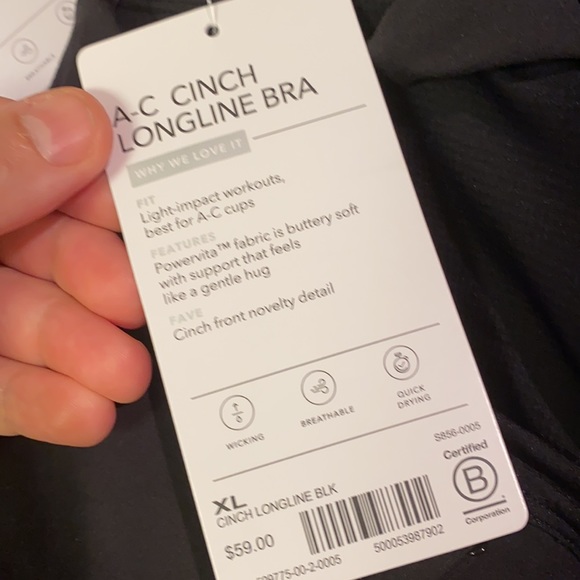 A-C CINCH
LONGLINE BRA
WHY WE LOVE IT
FIT
Light-impact workouts,
best for A-C cups
FEATURES
Powervita™ fabric is buttery soft
with support that feels
like a gentle hug
FAVE
Cinch front novelty detail
WICKING
BREATHABLE
QUICK
DRYING
S856-0005
Certified
B
Corporation
XL
CINCH LONGLINE BLK
$59.00
500053987902
BREATHABLE